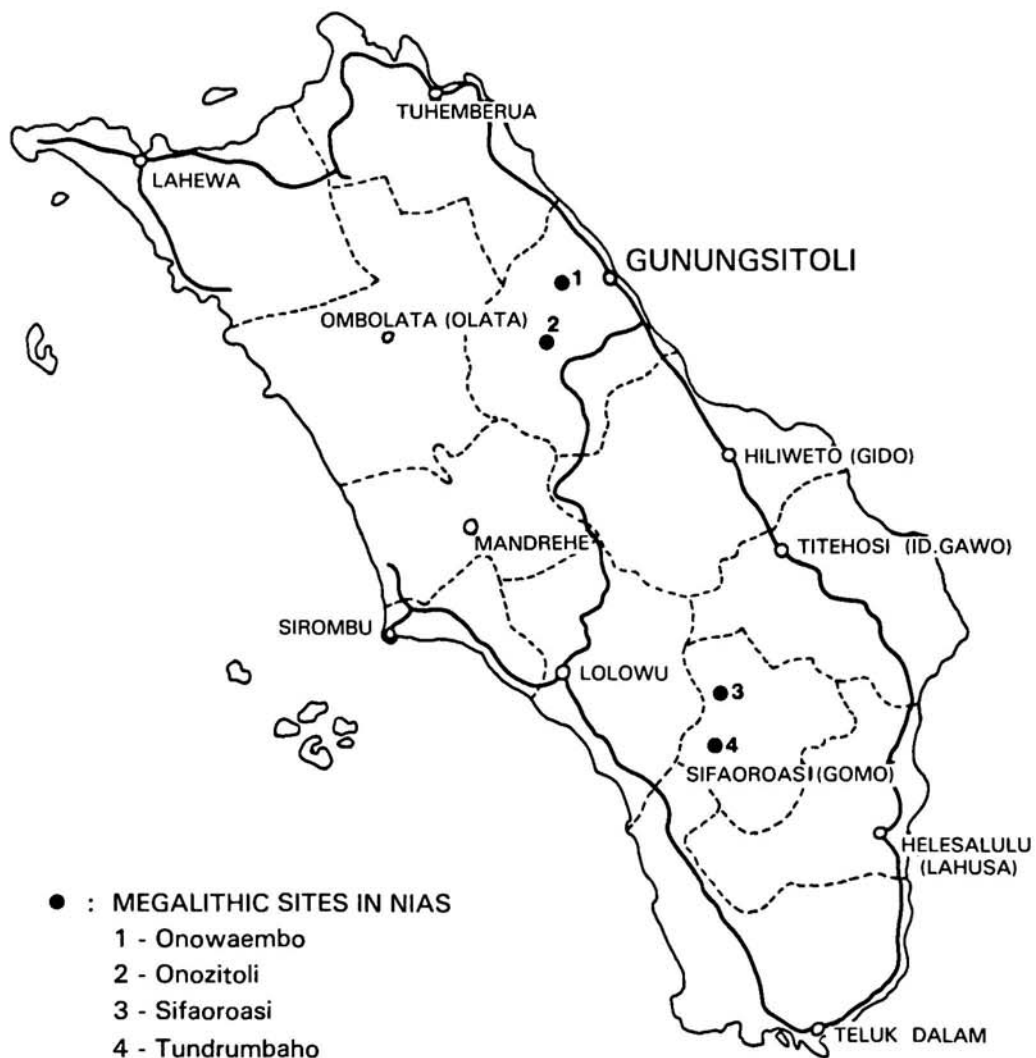 TUHEMBERUA
LAHEWA
GUNUNGSITOLI
1
OMBOLATA (OLATA)
2
HILIWETO (GIDO)
MANDREHE
TITEHOSI (ID.GAWO)
SIROMBU
LOLOWU
3
4
SIFAOROASI (GOMO)
HELESALULU
(LAHUSA)
● : MEGALITHIC SITES IN NIAS
1 - Onowaembo
2 - Onozitoli
3 - Sifaoroasi
4 - Tundrumbaho
TELUK DALAM